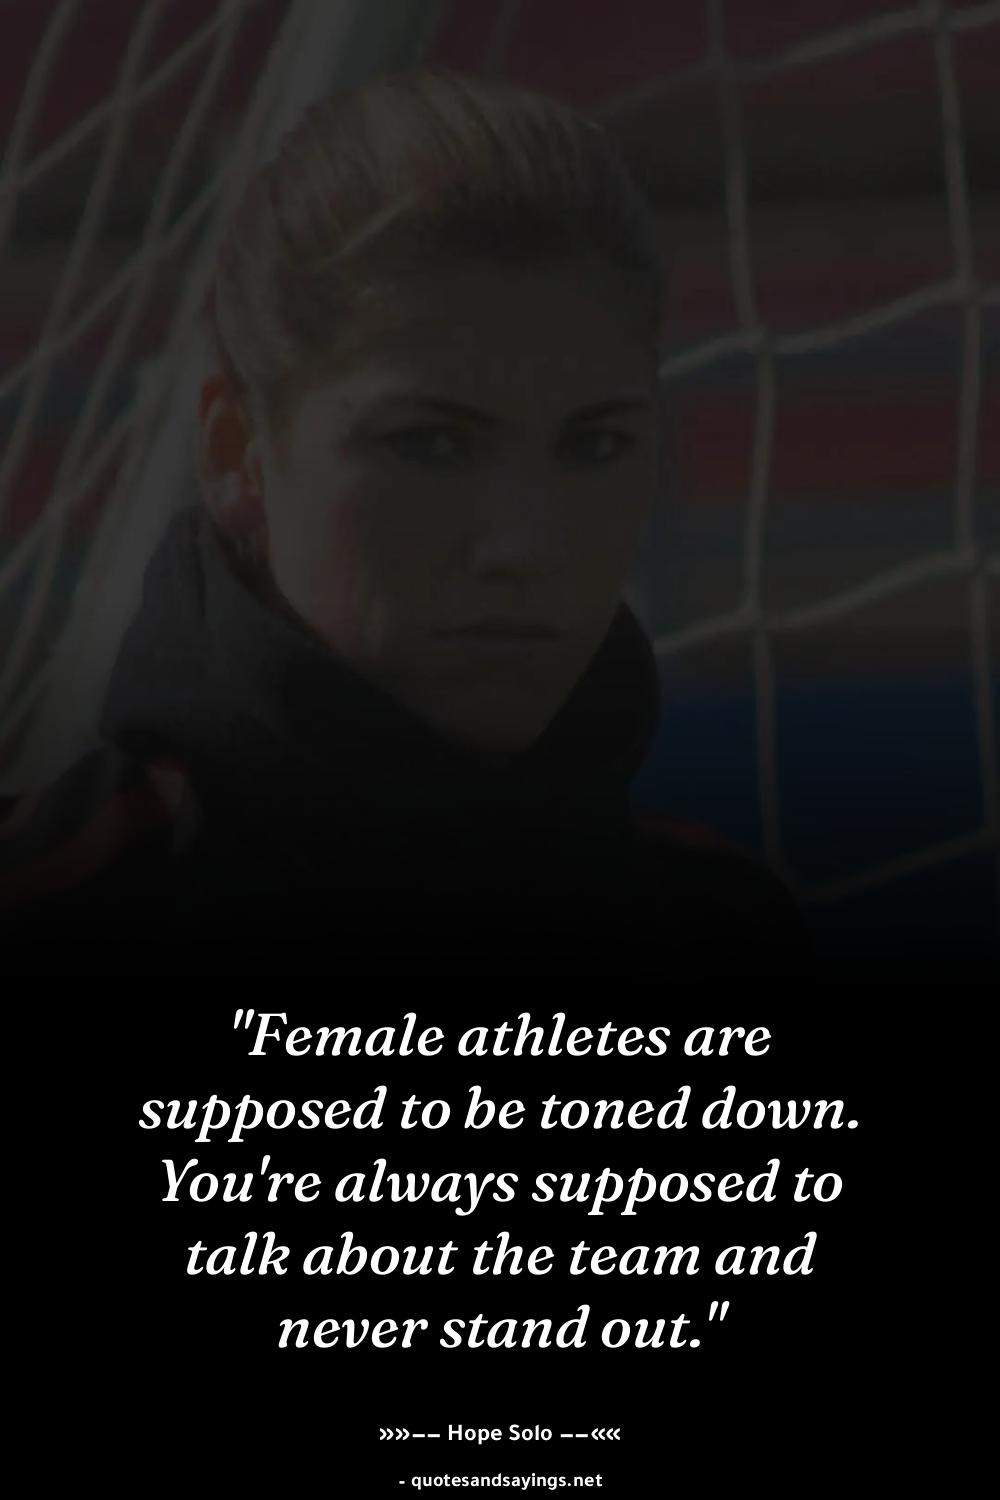 "Female athletes are
supposed to be toned down.
You're always supposed to
talk about the team and
never stand out."
»»–– Hope Solo ––««
- quotesandsayings.net